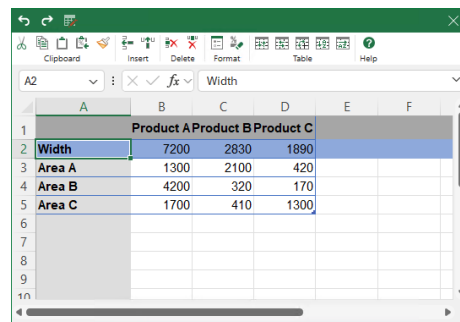 Clipboard Insert Delete Format Table Help
A2 fx Width
A B C D E F
1 Product A Product B Product C
2 Width 7200 2830 1890
3 Area A 1300 2100 420
4 Area B 4200 320 170
5 Area C 1700 410 1300
6
7
8
9
10